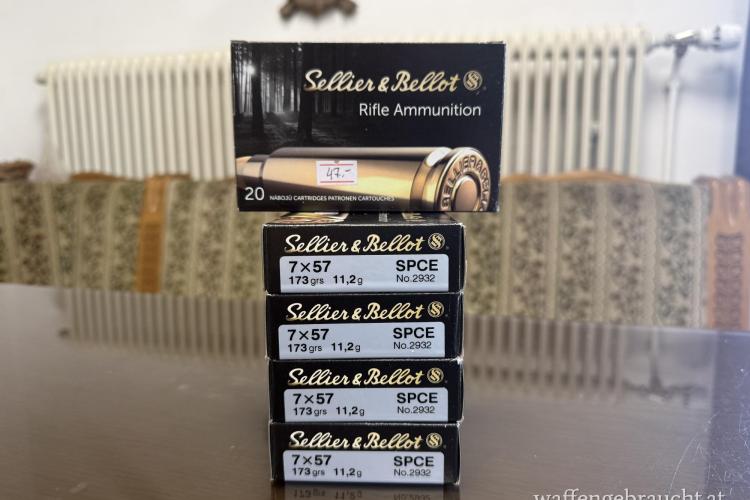 Sellier & Bellot
Rifle Ammunition
47.-
20 NÁBOJŮ CARTRIDGES PATRONEN CARTOUCHES
Sellier & Bellot
7×57 SPCE
173 grs 11,2g No.2932
Sellier & Bellot
7×57 SPCE
173 grs 11,2g No.2932
Sellier & Bellot
7×57 SPCE
173 grs 11,2g No.2932
Sellier & Bellot
7×57 SPCE
173 grs 11,2g No.2932
waffengebraucht.at